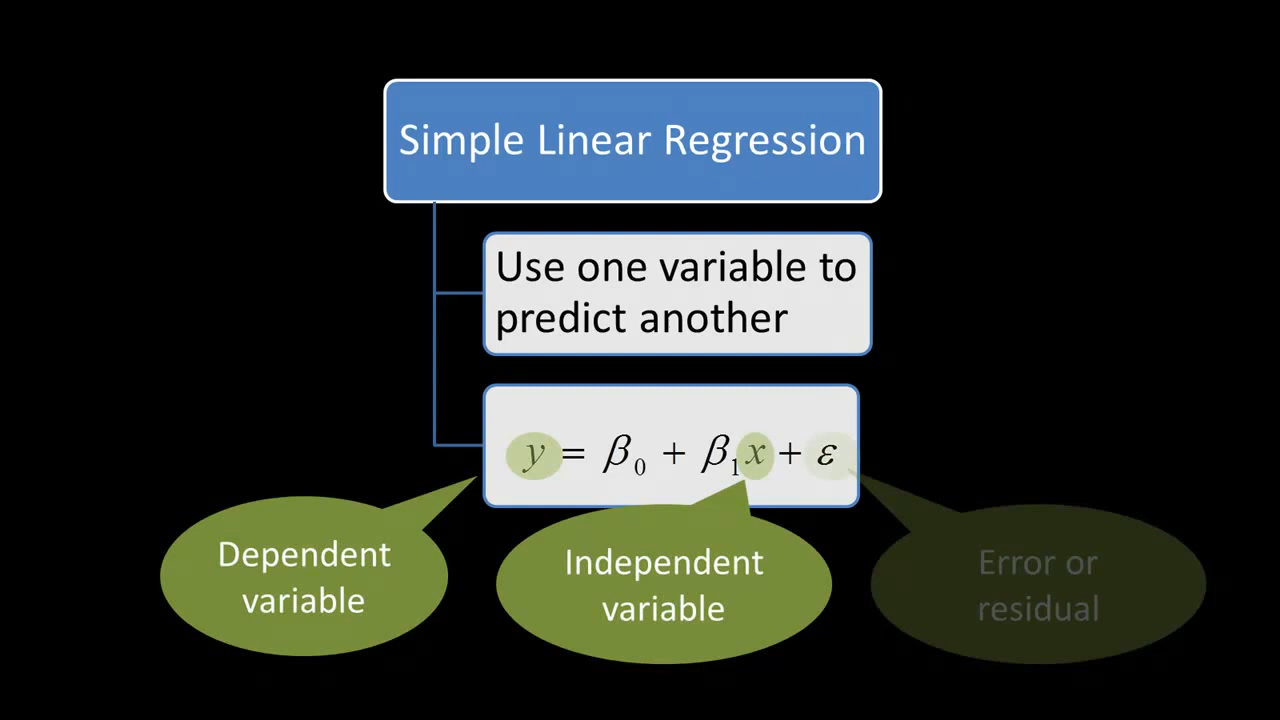 Simple Linear Regression
Use one variable to
predict another
y = β₀ + β₁x + ε
Dependent
variable
Independent
variable
Error or
residual